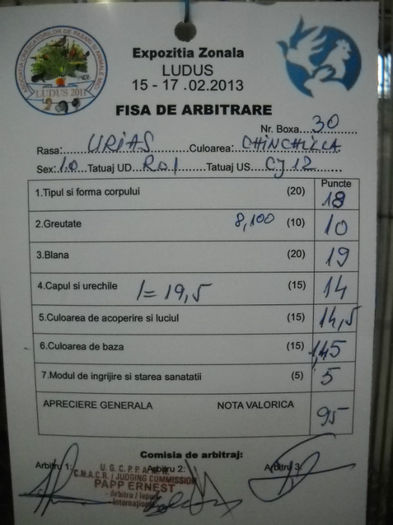 LUDUS 2011
Expozitia Zonala
LUDUS
15 - 17 .02.2013
FISA DE ARBITRARE
Nr. Boxa 30
Rasa: URIAS Culoarea: CHINCHILLA
Sex: 1.0 Tatuaj UD R01 Tatuaj US CJ12
Puncte
1.Tipul si forma corpului (20) 18
2.Greutate 8,100 (10) 10
3.Blana (20) 19
4.Capul si urechile l = 19,5 (15) 14
5.Culoarea de acoperire si luciul (15) 14,5
6.Culoarea de baza (15) 14,5
7.Modul de ingrijire si starea sanatatii (5) 5
APRECIERE GENERALA NOTA VALORICA 95
Comisia de arbitraj:
Arbitru 1: Arbitru 2: Arbitru 3:
U. G. C. P. P. A.
C.N.A.C.R. / JUDGING COMMISSION
PAPP ERNEST